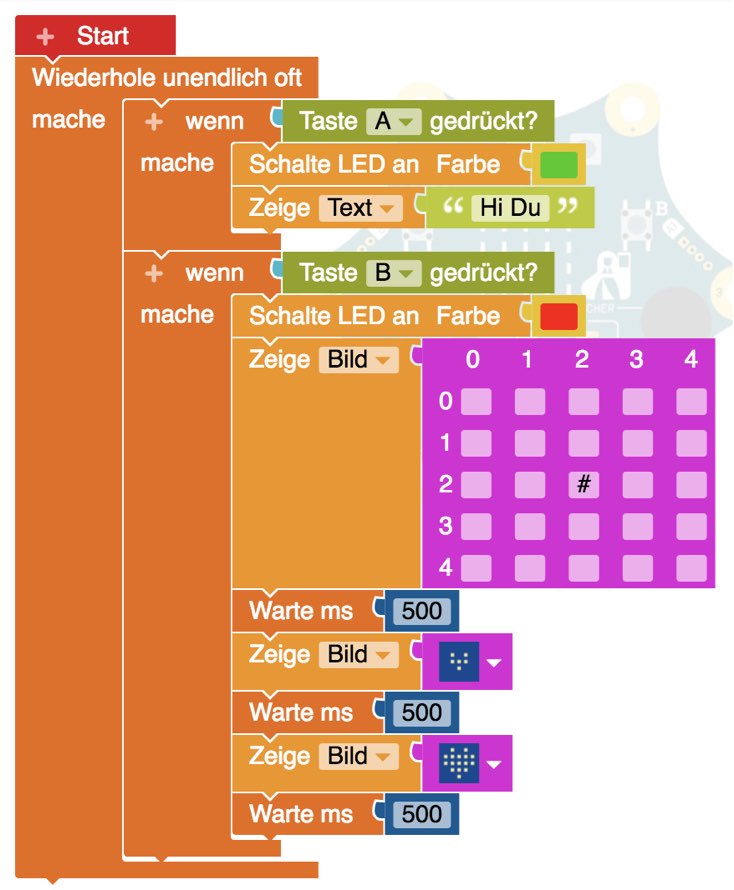 + Start
Wiederhole unendlich oft
mache + wenn Taste A gedrückt?
mache Schalte LED an Farbe
Zeige Text “ Hi Du ”
+ wenn Taste B gedrückt?
mache Schalte LED an Farbe
Zeige Bild 0 1 2 3 4
0
1
2 #
3
4
Warte ms 500
Zeige Bild
Warte ms 500
Zeige Bild
Warte ms 500
B
CHER
3